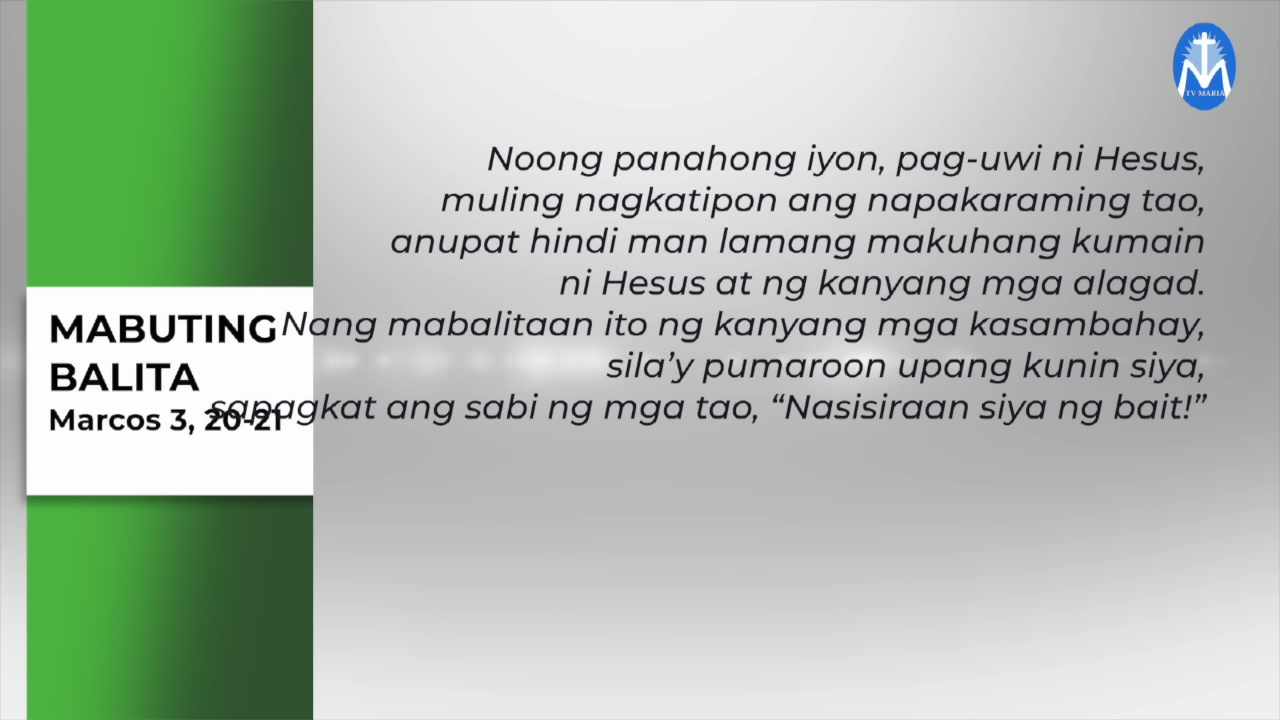 TV MARIA
Noong panahong iyon, pag-uwi ni Hesus,
muling nagkatipon ang napakaraming tao,
anupat hindi man lamang makuhang kumain
ni Hesus at ng kanyang mga alagad.
Nang mabalitaan ito ng kanyang mga kasambahay,
sila’y pumaroon upang kunin siya,
sapagkat ang sabi ng mga tao, “Nasisiraan siya ng bait!”
MABUTING
BALITA
Marcos 3, 20-21